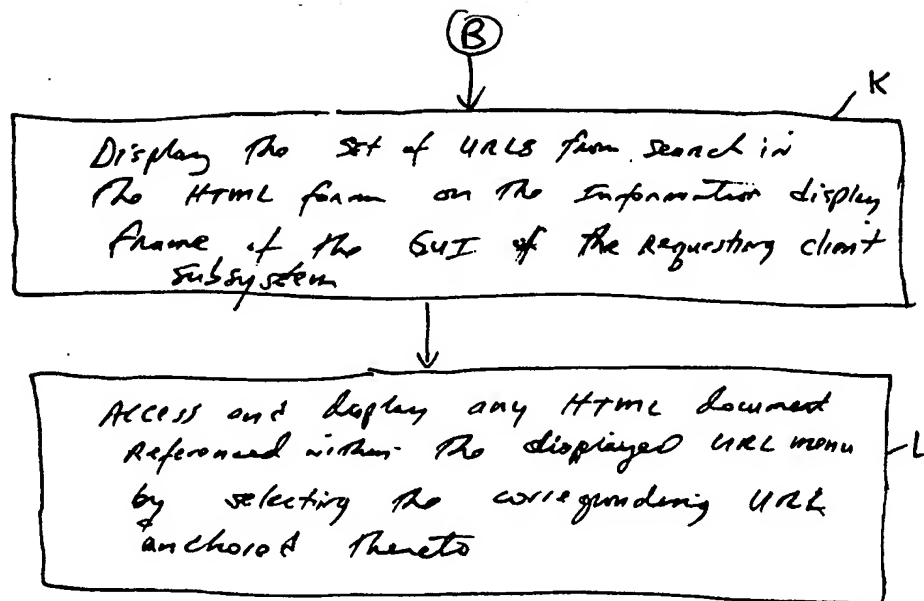 B
K
Display the set of URLs from search in
the HTML form on the Information display
frame of the GUI of the Requesting client
subsystem
Access and display any HTML document
Referenced within the displayed URL menu
by selecting the corresponding URL
anchored thereto
L